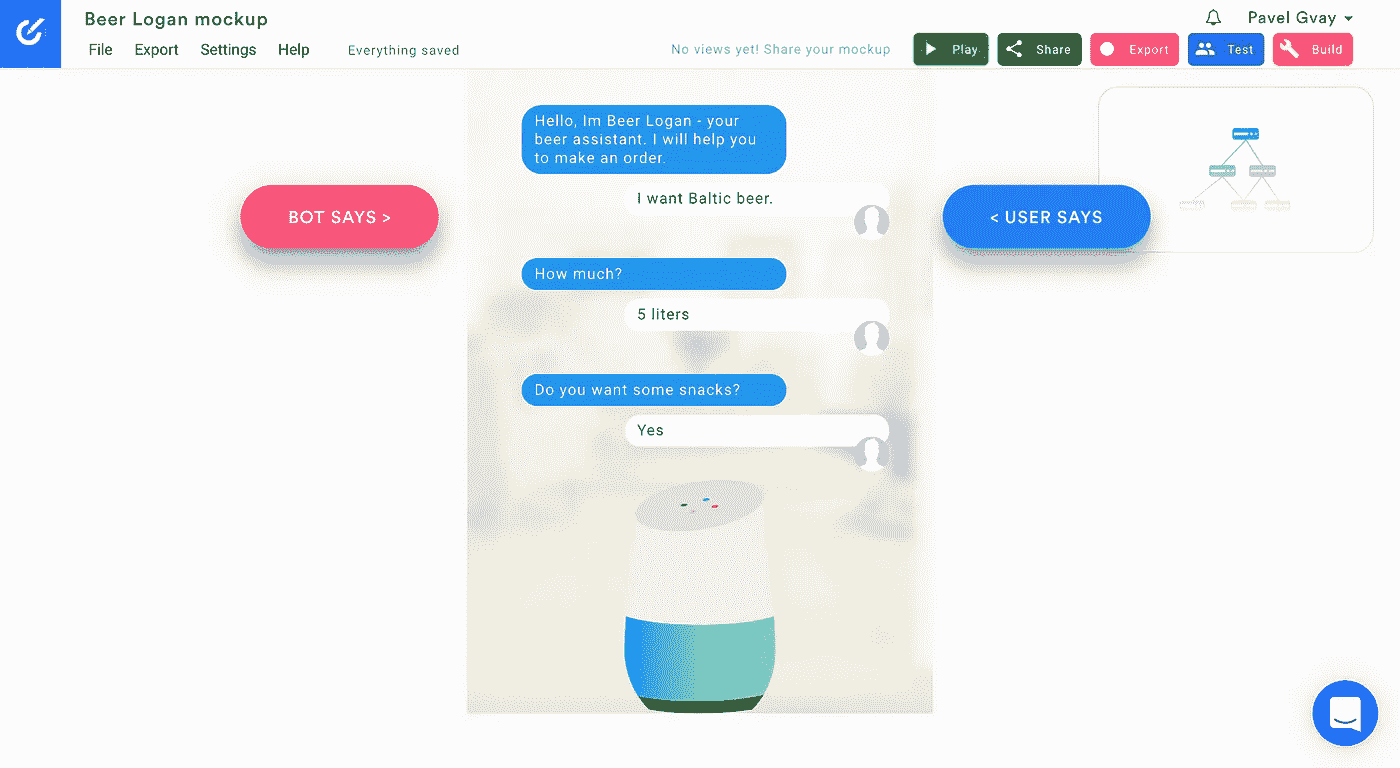 Beer Logan mockup
Pavel Gvay
File Export Settings Help Everything saved
No views yet! Share your mockup
Play Share Export Test Build
Hello, Im Beer Logan - your
beer assistant. I will help you
to make an order.
I want Baltic beer.
BOT SAYS >
< USER SAYS
How much?
5 liters
Do you want some snacks?
Yes